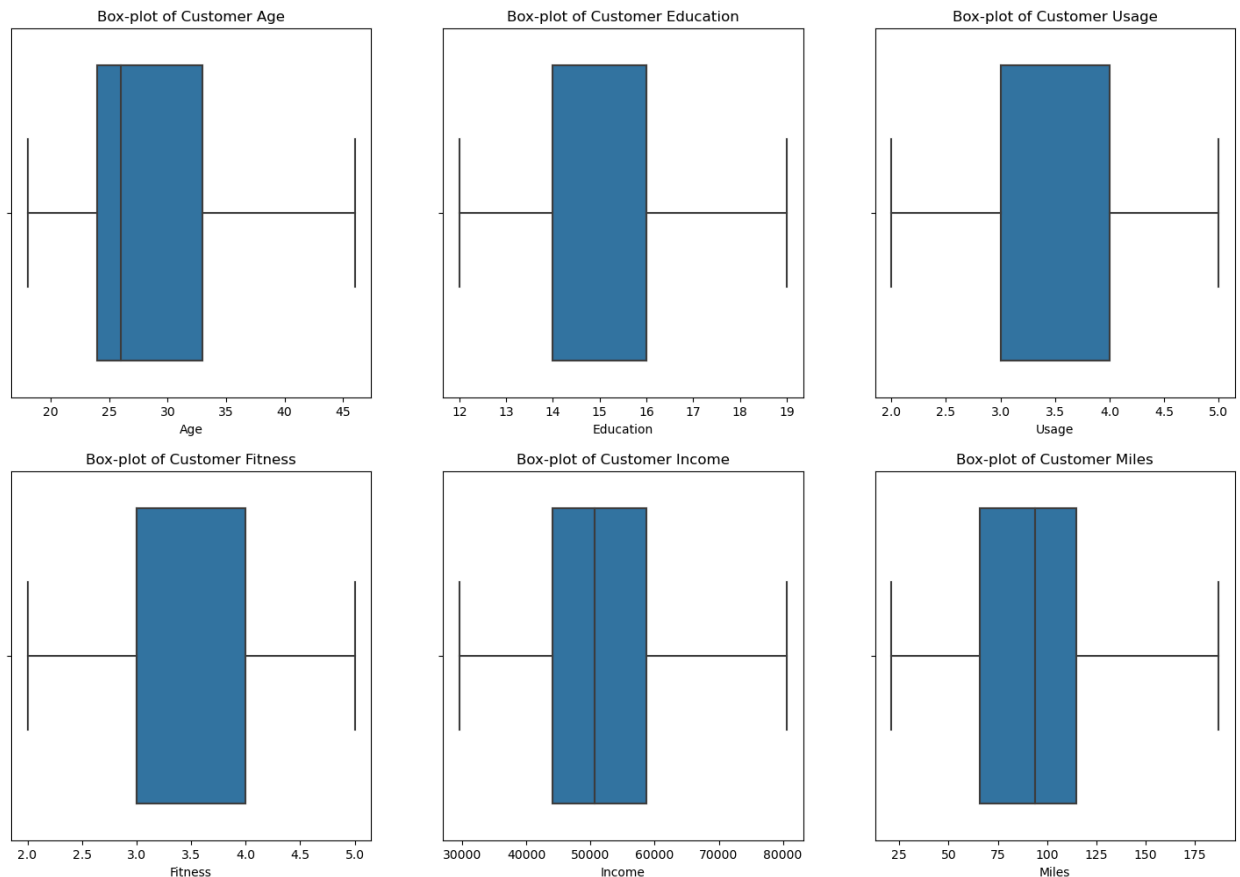 Box-plot of Customer Age
20 25 30 35 40 45
Age
Box-plot of Customer Education
12 13 14 15 16 17 18 19
Education
Box-plot of Customer Usage
2.0 2.5 3.0 3.5 4.0 4.5 5.0
Usage
Box-plot of Customer Fitness
2.0 2.5 3.0 3.5 4.0 4.5 5.0
Fitness
Box-plot of Customer Income
30000 40000 50000 60000 70000 80000
Income
Box-plot of Customer Miles
25 50 75 100 125 150 175
Miles